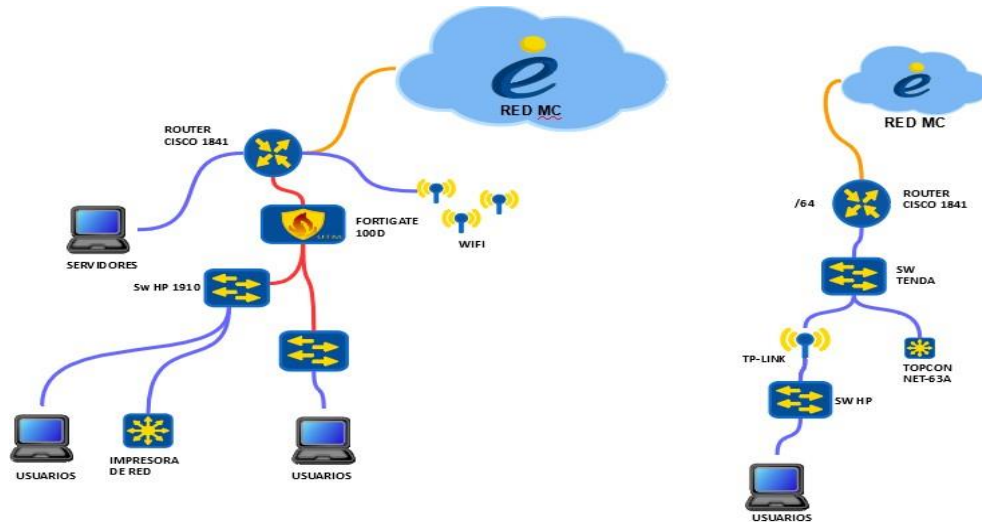 RED MC
ROUTER
CISCO 1841
SERVIDORES
FORTIGATE
100D
UTM
WIFI
Sw HP 1910
USUARIOS
IMPRESORA
DE RED
USUARIOS
RED MC
/64
ROUTER
CISCO 1841
SW
TENDA
TP-LINK
TOPCON
NET-63A
SW HP
USUARIOS